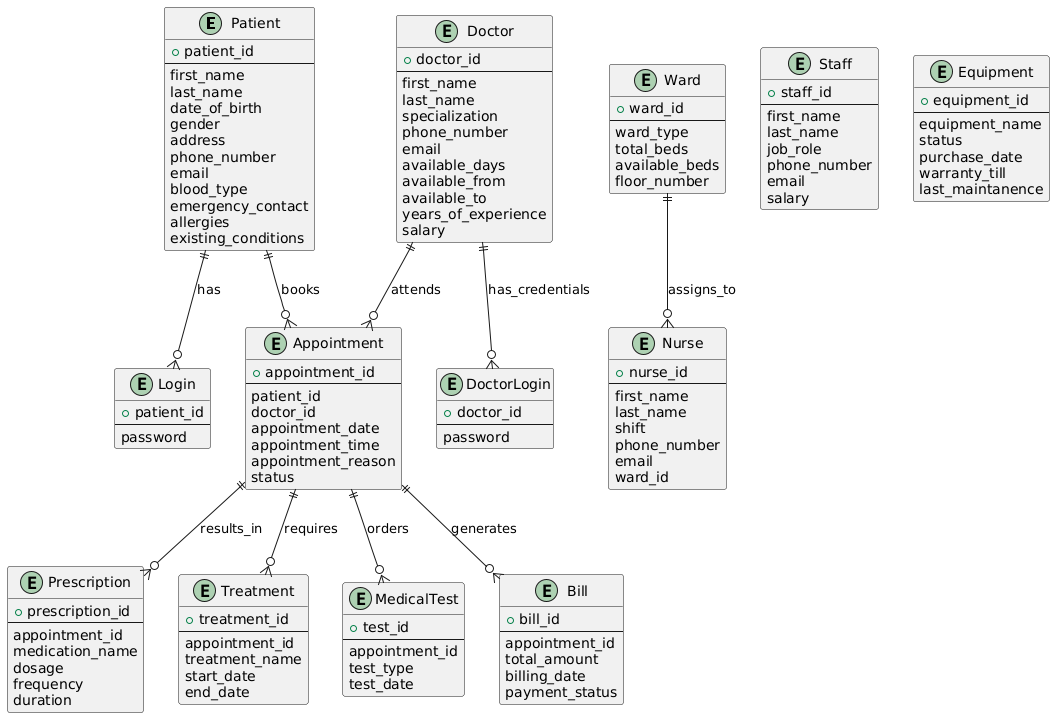 E Patient
patient_id
first_name
last_name
date_of_birth
gender
address
phone_number
email
blood_type
emergency_contact
allergies
existing_conditions
E Doctor
doctor_id
first_name
last_name
specialization
phone_number
email
available_days
available_from
available_to
years_of_experience
salary
E Ward
ward_id
ward_type
total_beds
available_beds
floor_number
E Staff
staff_id
first_name
last_name
job_role
phone_number
email
salary
E Equipment
equipment_id
equipment_name
status
purchase_date
warranty_till
last_maintanence
has
books
attends
has_credentials
assigns_to
E Login
patient_id
password
E Appointment
appointment_id
patient_id
doctor_id
appointment_date
appointment_time
appointment_reason
status
E DoctorLogin
doctor_id
password
E Nurse
nurse_id
first_name
last_name
shift
phone_number
email
ward_id
results_in
requires
orders
generates
E Prescription
prescription_id
appointment_id
medication_name
dosage
frequency
duration
E Treatment
treatment_id
appointment_id
treatment_name
start_date
end_date
E MedicalTest
test_id
appointment_id
test_type
test_date
E Bill
bill_id
appointment_id
total_amount
billing_date
payment_status